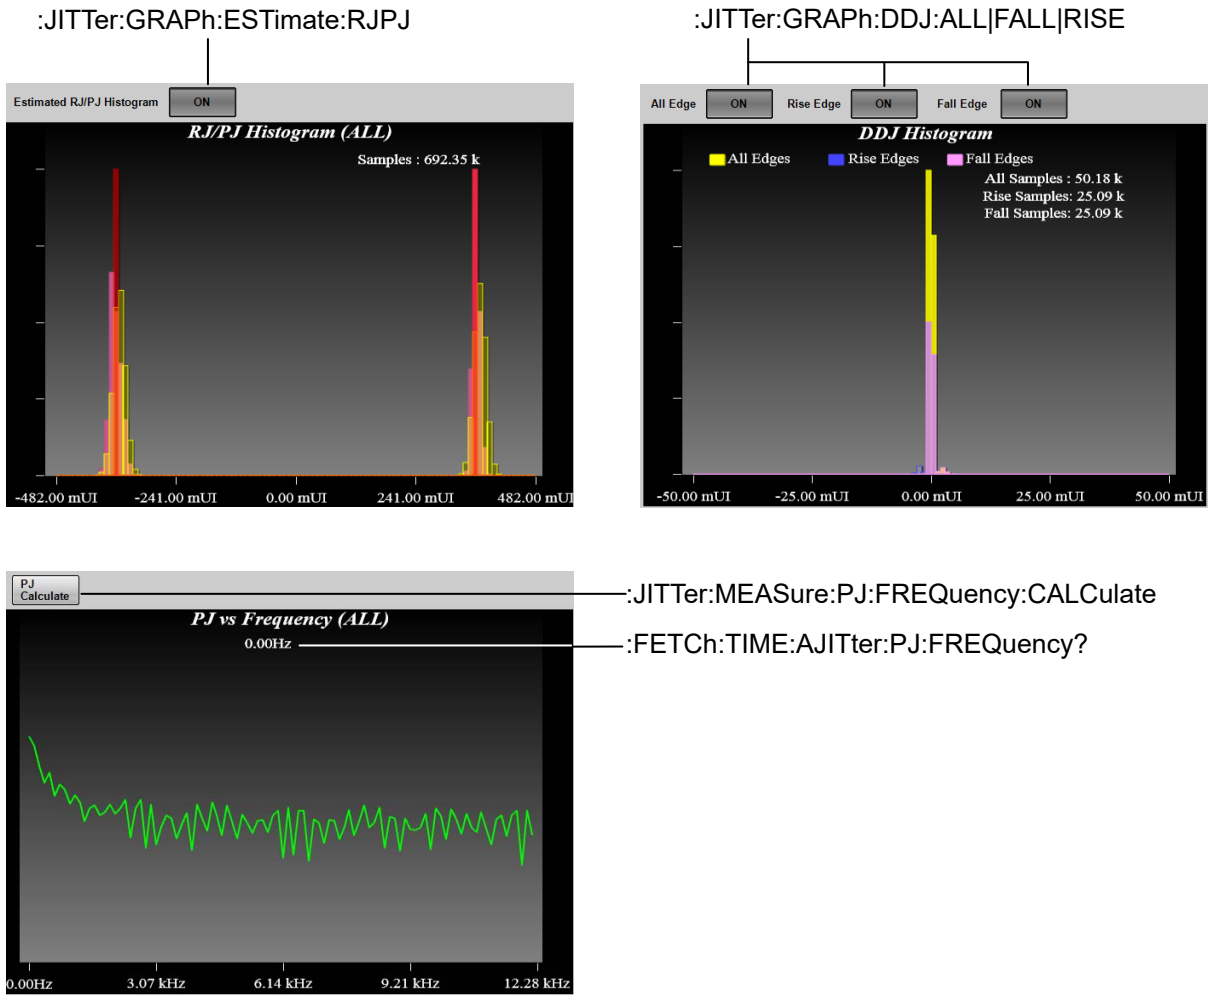 :JITTer:GRAPh:ESTimate:RJPJ
:JITTer:GRAPh:DDJ:ALL|FALL|RISE
Estimated RJ/PJ Histogram ON
RJ/PJ Histogram (ALL)
Samples : 692.35 k
-482.00 mUI -241.00 mUI 0.00 mUI 241.00 mUI 482.00 mUI
All Edge ON Rise Edge ON Fall Edge ON
DDJ Histogram
All Edges Rise Edges Fall Edges
All Samples : 50.18 k
Rise Samples: 25.09 k
Fall Samples: 25.09 k
-50.00 mUI -25.00 mUI 0.00 mUI 25.00 mUI 50.00 mUI
PJ
Calculate
:JITTer:MEASure:PJ:FREQuency:CALCulate
PJ vs Frequency (ALL)
0.00Hz
:FETCh:TIME:AJITter:PJ:FREQuency?
0.00Hz 3.07 kHz 6.14 kHz 9.21 kHz 12.28 kHz